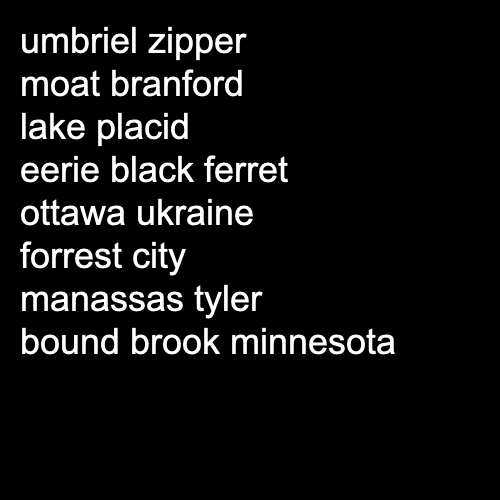 umbriel zipper
moat branford
lake placid
eerie black ferret
ottawa ukraine
forrest city
manassas tyler
bound brook minnesota